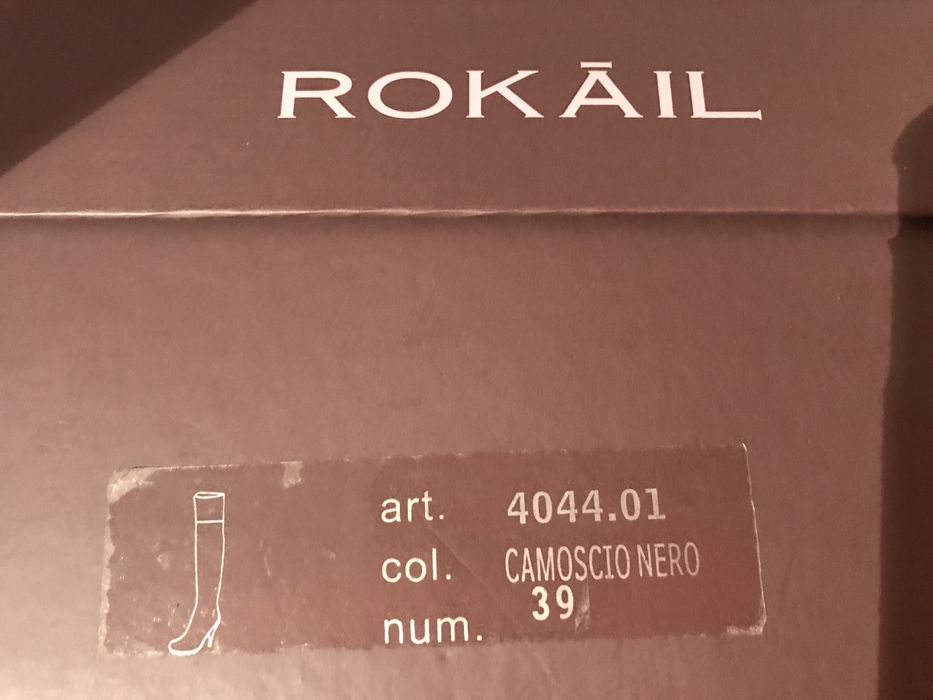 ROKĀIL
art. 4044.01
col. CAMOSCIO NERO
num. 39